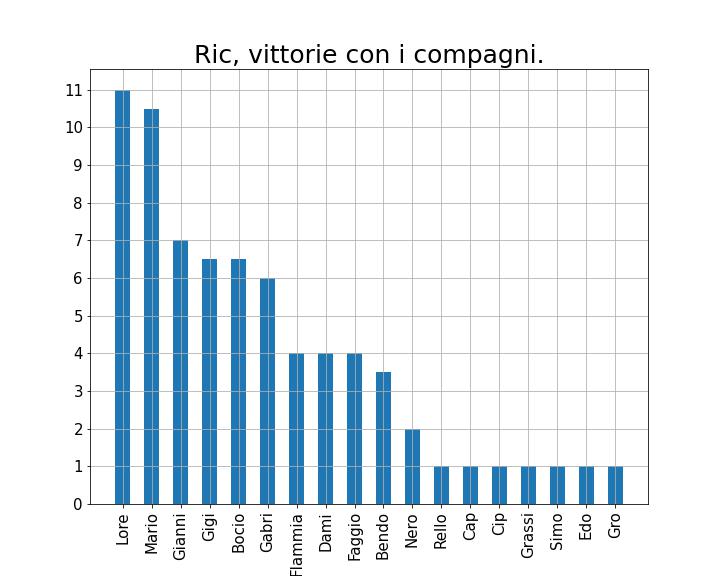 Ric, vittorie con i compagni.
11
10
9
8
7
6
5
4
3
2
1
0
Lore
Mario
Gianni
Gigi
Bocio
Gabri
Flammia
Dami
Faggio
Bendo
Nero
Rello
Cap
Cip
Grassi
Simo
Edo
Gro